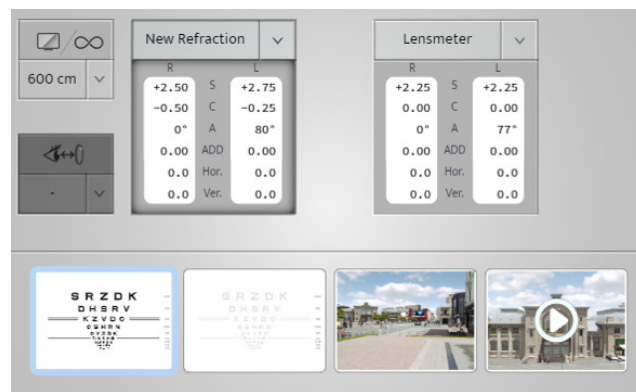 New Refraction
Lensmeter
600 cm
R L
R L
+2.50 S +2.75
+2.25 S +2.25
-0.50 C -0.25
0.00 C 0.00
0° A 80°
0° A 77°
0.00 ADD 0.00
0.00 ADD 0.00
0.0 Hor. 0.0
0.0 Hor. 0.0
0.0 Ver. 0.0
0.0 Ver. 0.0
S R Z D K
D H S R V
K Z V D C
S R Z D K
D H S R V
K Z V D C